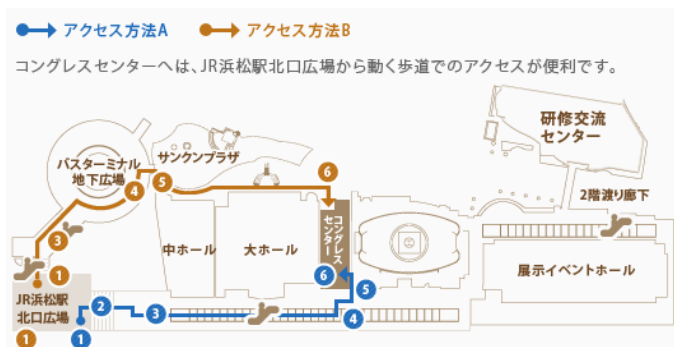 アクセス方法A アクセス方法B
コングレスセンターへは、JR浜松駅北口広場から動く歩道でのアクセスが便利です。
研修交流
センター
バスターミナル
地下広場
サンクンプラザ
2階渡り廊下
中ホール
大ホール
コングレス
センター
展示イベントホール
JR浜松駅
北口広場
1
1
3
4
5
6
1
2
3
4
5
6